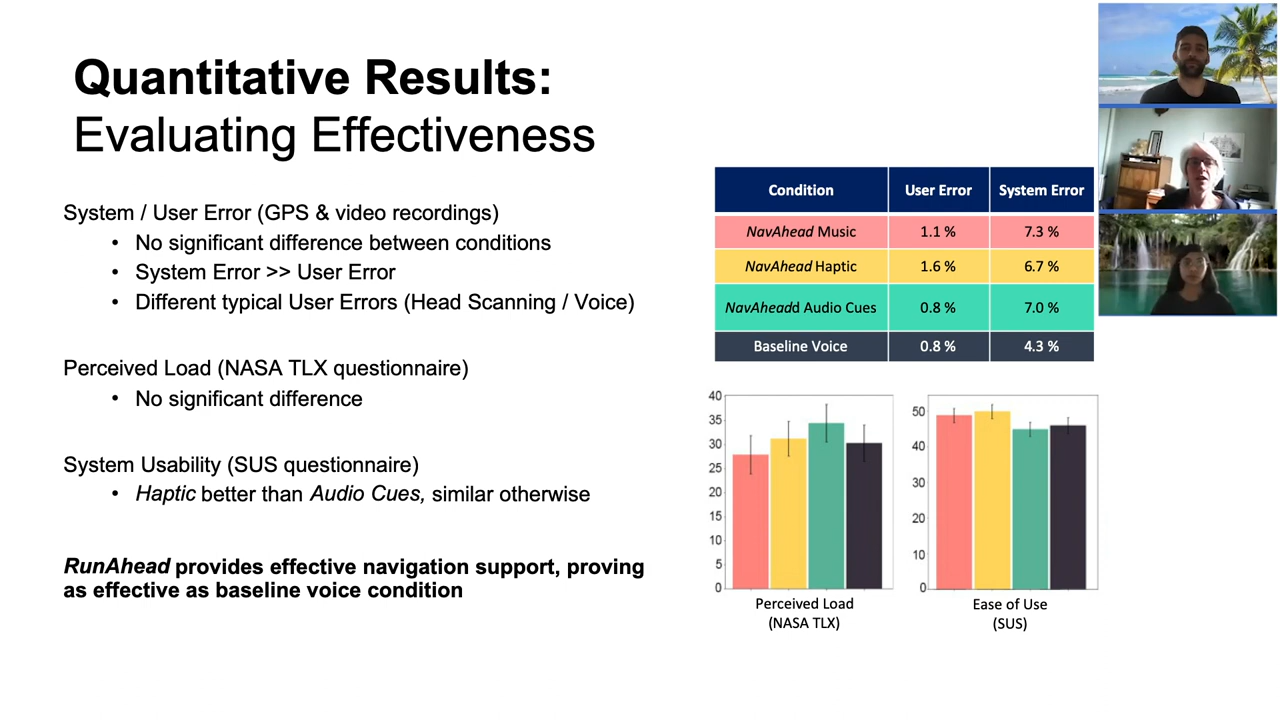 Quantitative Results:
Evaluating Effectiveness
System / User Error (GPS & video recordings)
• No significant difference between conditions
• System Error >> User Error
• Different typical User Errors (Head Scanning / Voice)
Perceived Load (NASA TLX questionnaire)
• No significant difference
System Usability (SUS questionnaire)
• Haptic better than Audio Cues, similar otherwise
RunAhead provides effective navigation support, proving
as effective as baseline voice condition
Condition User Error System Error
NavAhead Music 1.1 % 7.3 %
NavAhead Haptic 1.6 % 6.7 %
NavAheadd Audio Cues 0.8 % 7.0 %
Baseline Voice 0.8 % 4.3 %
40
35
30
25
20
15
10
5
0
Perceived Load
(NASA TLX)
50
40
30
20
10
0
Ease of Use
(SUS)